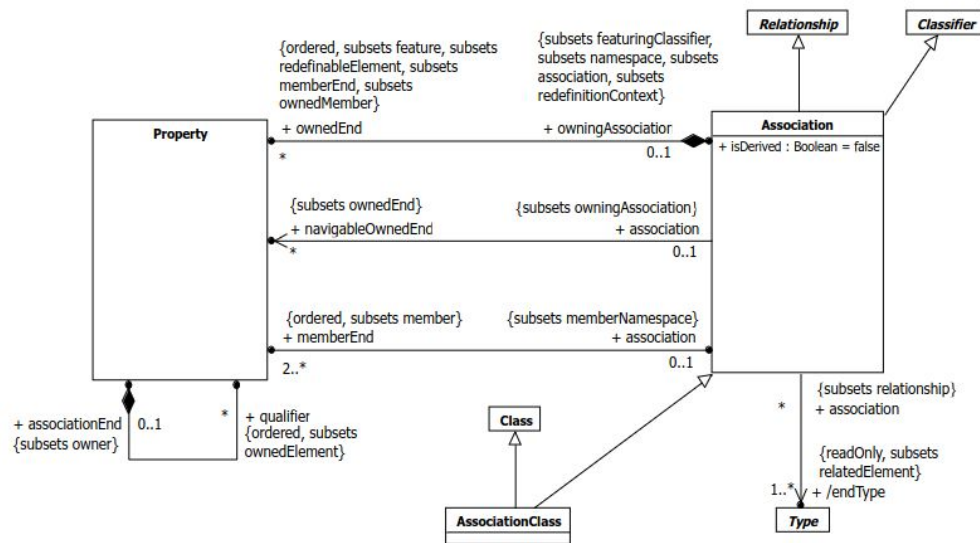 Relationship
Classifier
{ordered, subsets feature, subsets
redefinableElement, subsets
memberEnd, subsets
ownedMember}
{subsets featuringClassifier,
subsets namespace, subsets
association, subsets
redefinitionContext}
Property
+ ownedEnd
*
+ owningAssociatior
0..1
Association
+ isDerived : Boolean = false
{subsets ownedEnd}
+ navigableOwnedEnd
*
{subsets owningAssociation}
+ association
0..1
{ordered, subsets member}
+ memberEnd
2..*
{subsets memberNamespace}
+ association
0..1
+ associationEnd
{subsets owner}
0..1
*
+ qualifier
{ordered, subsets
ownedElement}
Class
AssociationClass
{subsets relationship}
+ association
*
{readOnly, subsets
relatedElement}
+ /endType
1..*
Type